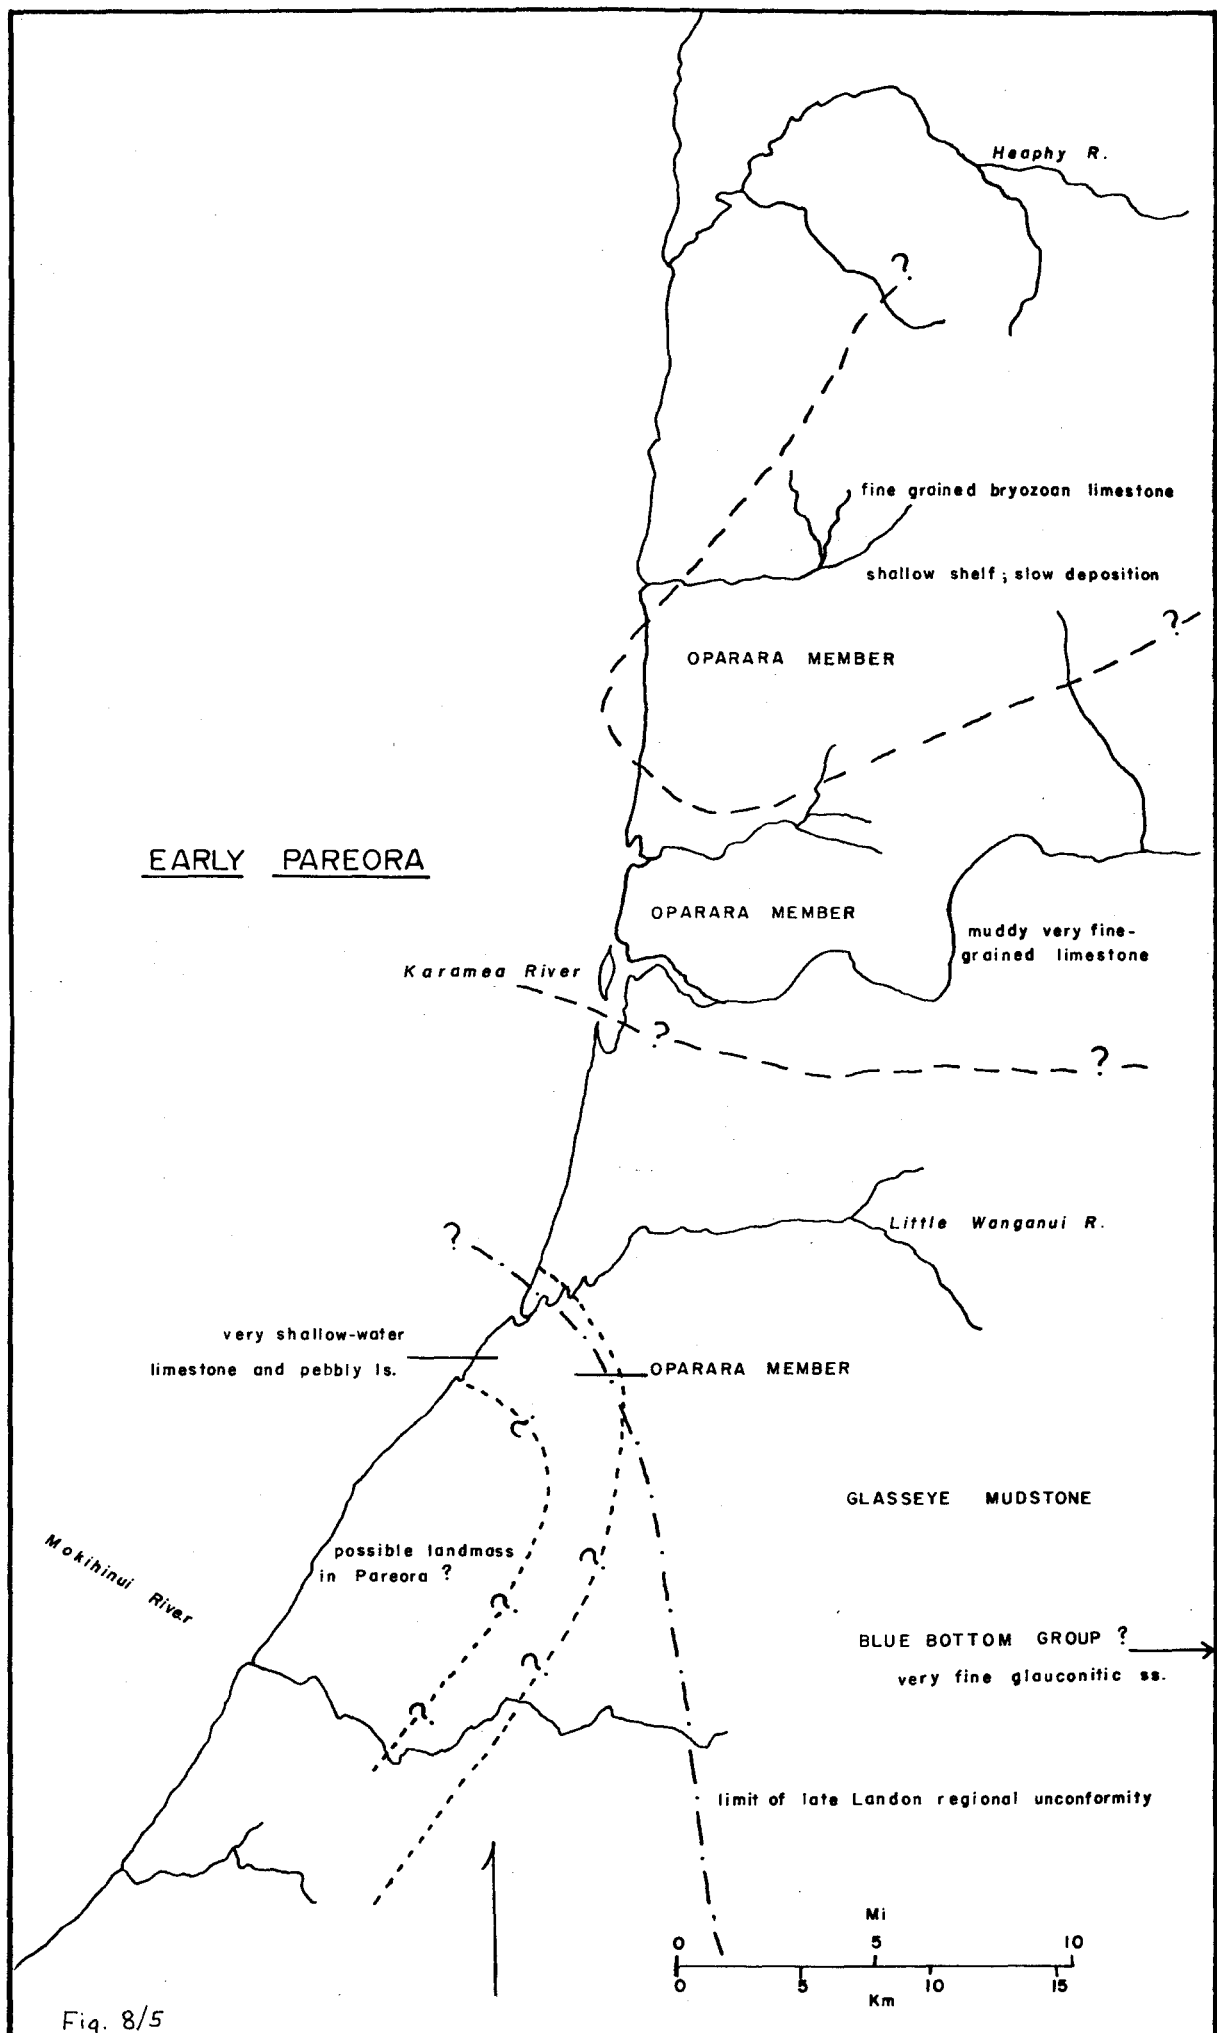 Heaphy R.
?
fine grained bryozoan limestone
shallow shelf; slow deposition
?
OPARARA MEMBER
EARLY PAREORA
OPARARA MEMBER
muddy very fine-
grained limestone
Karamea River
?
?
Little Wanganui R.
?
very shallow-water
limestone and pebbly ls.
OPARARA MEMBER
?
GLASSEYE MUDSTONE
Mokihinui River
possible landmass
in Pareora ?
?
?
BLUE BOTTOM GROUP ?
very fine glauconitic ss.
?
?
limit of late Landon regional unconformity
Mi
0 5 10
0 5 10 15
Km
Fig. 8/5